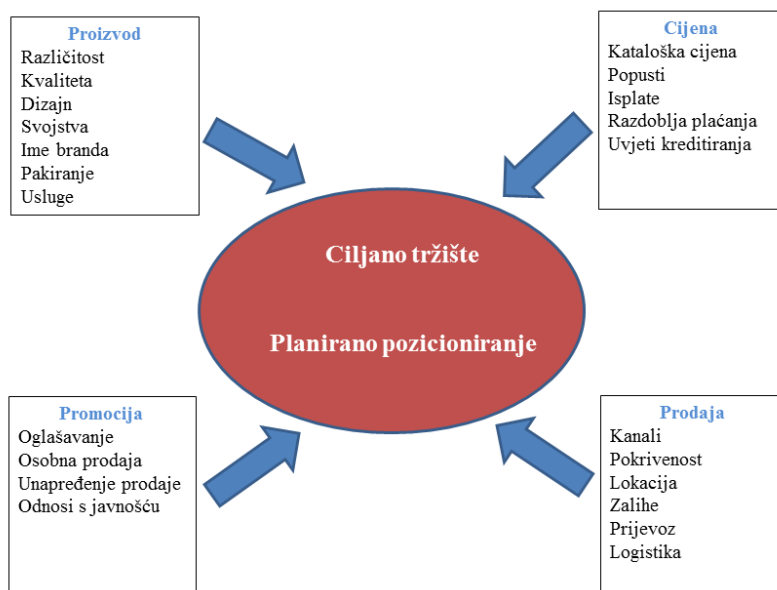 Proizvod
Različitost
Kvaliteta
Dizajn
Svojstva
Ime branda
Pakiranje
Usluge
Cijena
Kataloška cijena
Popusti
Isplate
Razdoblja plaćanja
Uvjeti kreditiranja
Ciljano tržište
Planirano pozicioniranje
Promocija
Oglašavanje
Osobna prodaja
Unapređenje prodaje
Odnosi s javnošću
Prodaja
Kanali
Pokrivenost
Lokacija
Zalihe
Prijevoz
Logistika